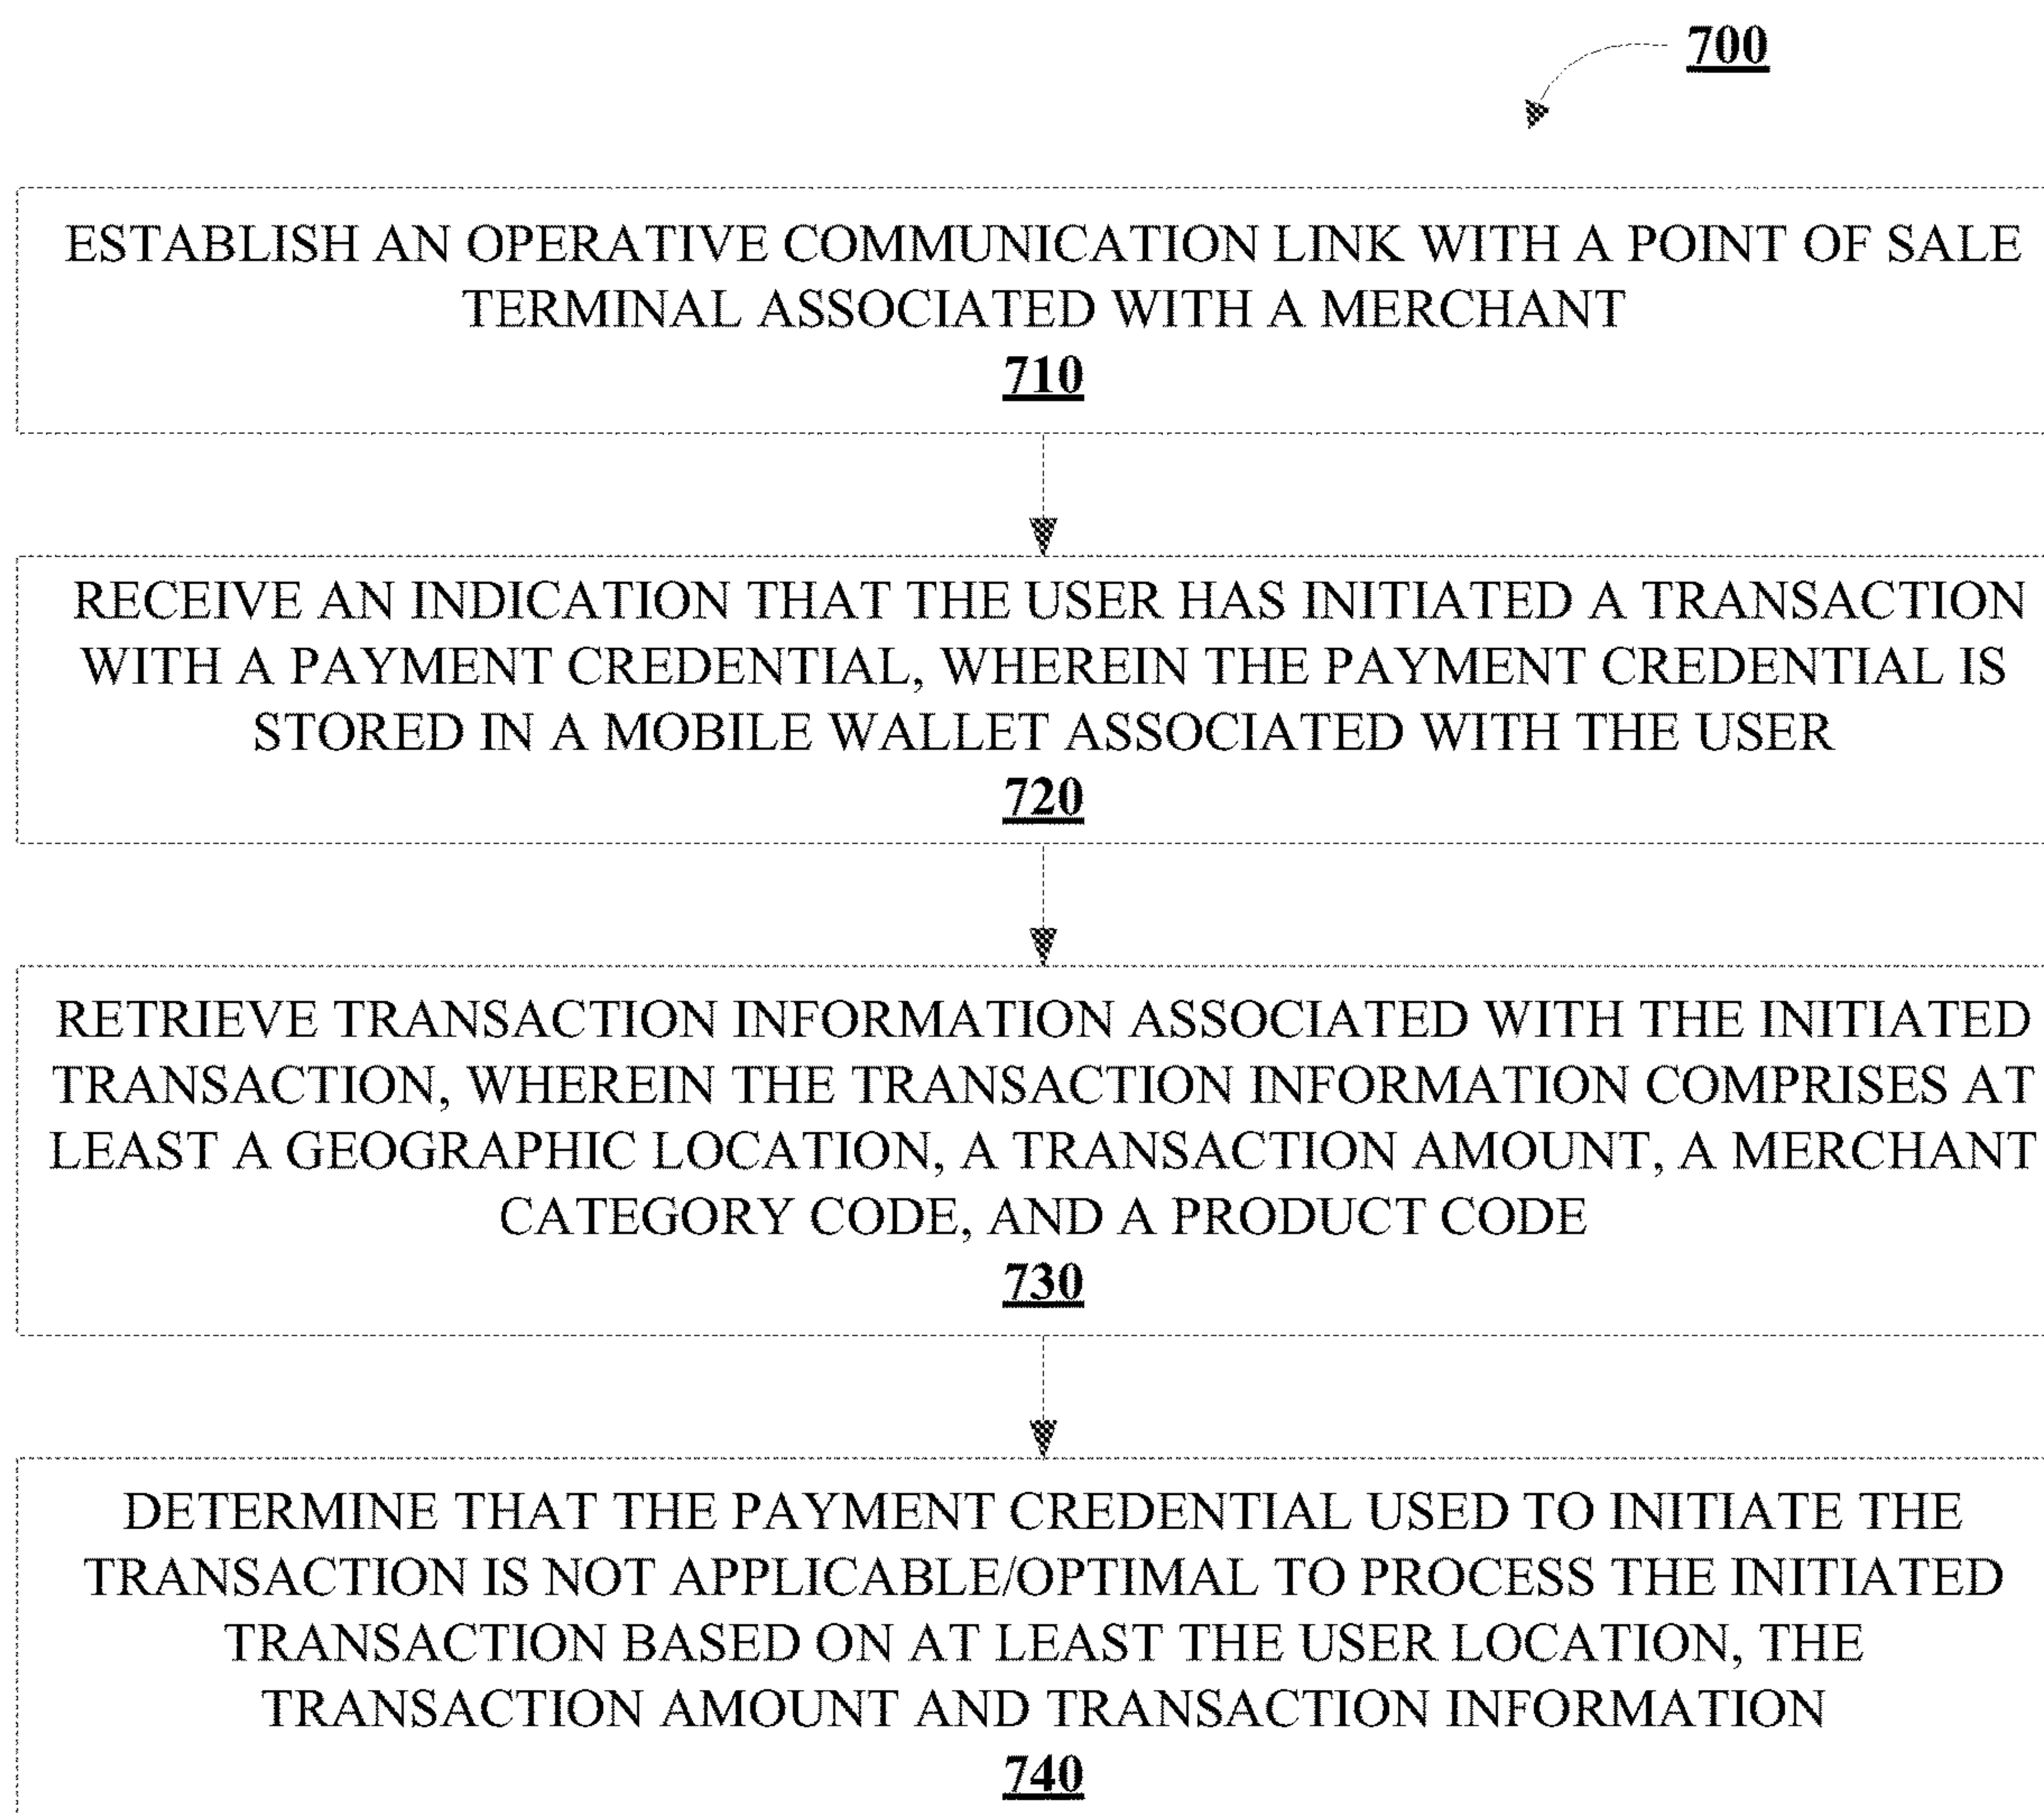 700
ESTABLISH AN OPERATIVE COMMUNICATION LINK WITH A POINT OF SALE
TERMINAL ASSOCIATED WITH A MERCHANT
710
RECEIVE AN INDICATION THAT THE USER HAS INITIATED A TRANSACTION
WITH A PAYMENT CREDENTIAL, WHEREIN THE PAYMENT CREDENTIAL IS
STORED IN A MOBILE WALLET ASSOCIATED WITH THE USER
720
RETRIEVE TRANSACTION INFORMATION ASSOCIATED WITH THE INITIATED
TRANSACTION, WHEREIN THE TRANSACTION INFORMATION COMPRISES AT
LEAST A GEOGRAPHIC LOCATION, A TRANSACTION AMOUNT, A MERCHANT
CATEGORY CODE, AND A PRODUCT CODE
730
DETERMINE THAT THE PAYMENT CREDENTIAL USED TO INITIATE THE
TRANSACTION IS NOT APPLICABLE/OPTIMAL TO PROCESS THE INITIATED
TRANSACTION BASED ON AT LEAST THE USER LOCATION, THE
TRANSACTION AMOUNT AND TRANSACTION INFORMATION
740